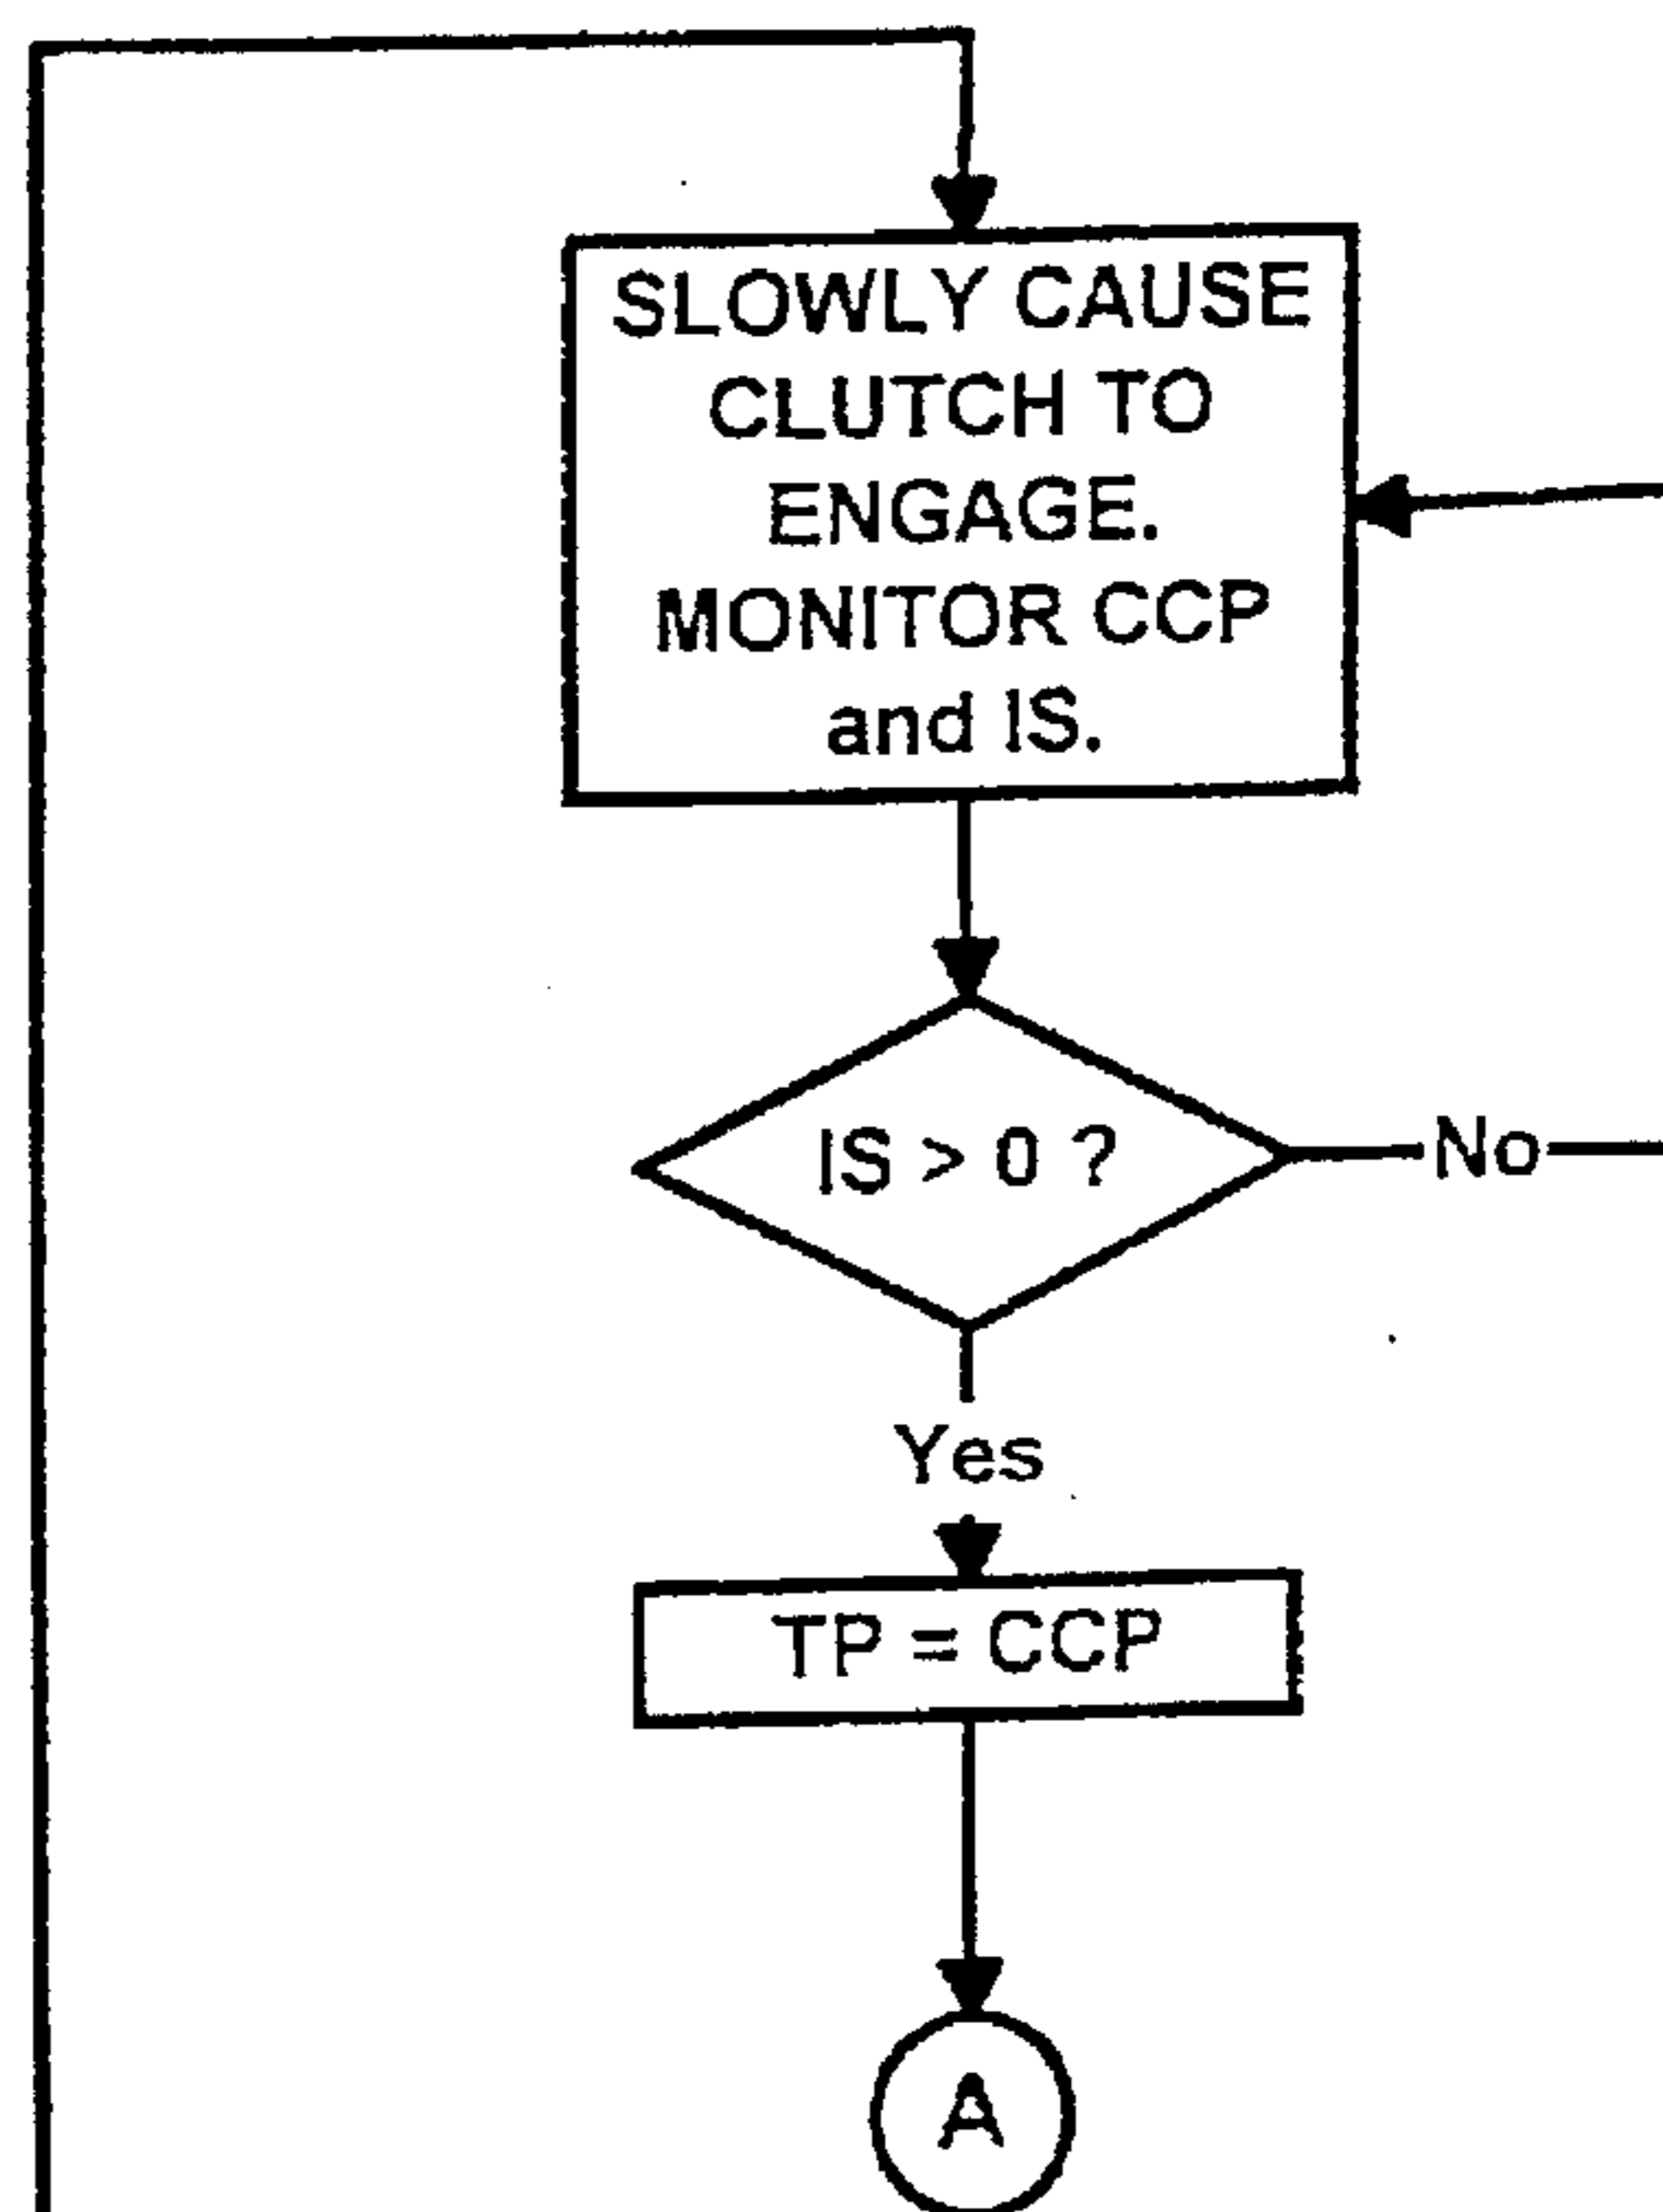 SLOWLY CAUSE
CLUTCH TO
ENGAGE.
MONITOR CCP
and IS.
IS > 0 ?
No
Yes
TP = CCP
A